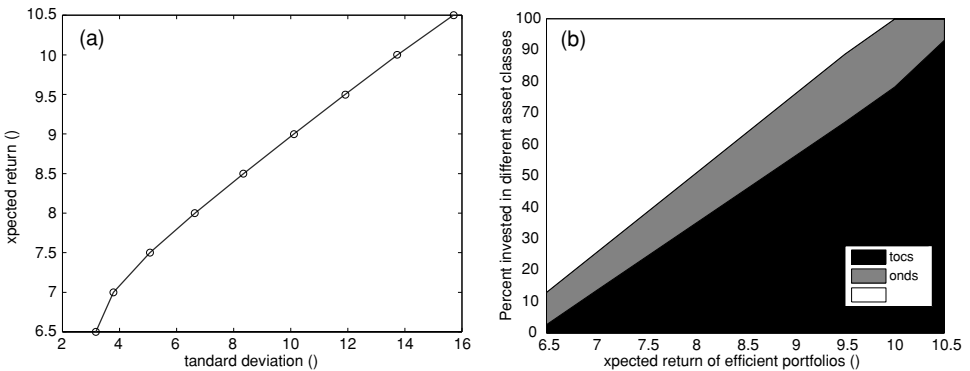 (a)
10.5
10
9.5
9
8.5
8
7.5
7
6.5
xpected return ()
2 4 6 8 10 12 14 16
tandard deviation ()
(b)
100
90
80
70
60
50
40
30
20
10
0
Percent invested in different asset classes
tocs
onds
6.5 7 7.5 8 8.5 9 9.5 10 10.5
xpected return of efficient portfolios ()